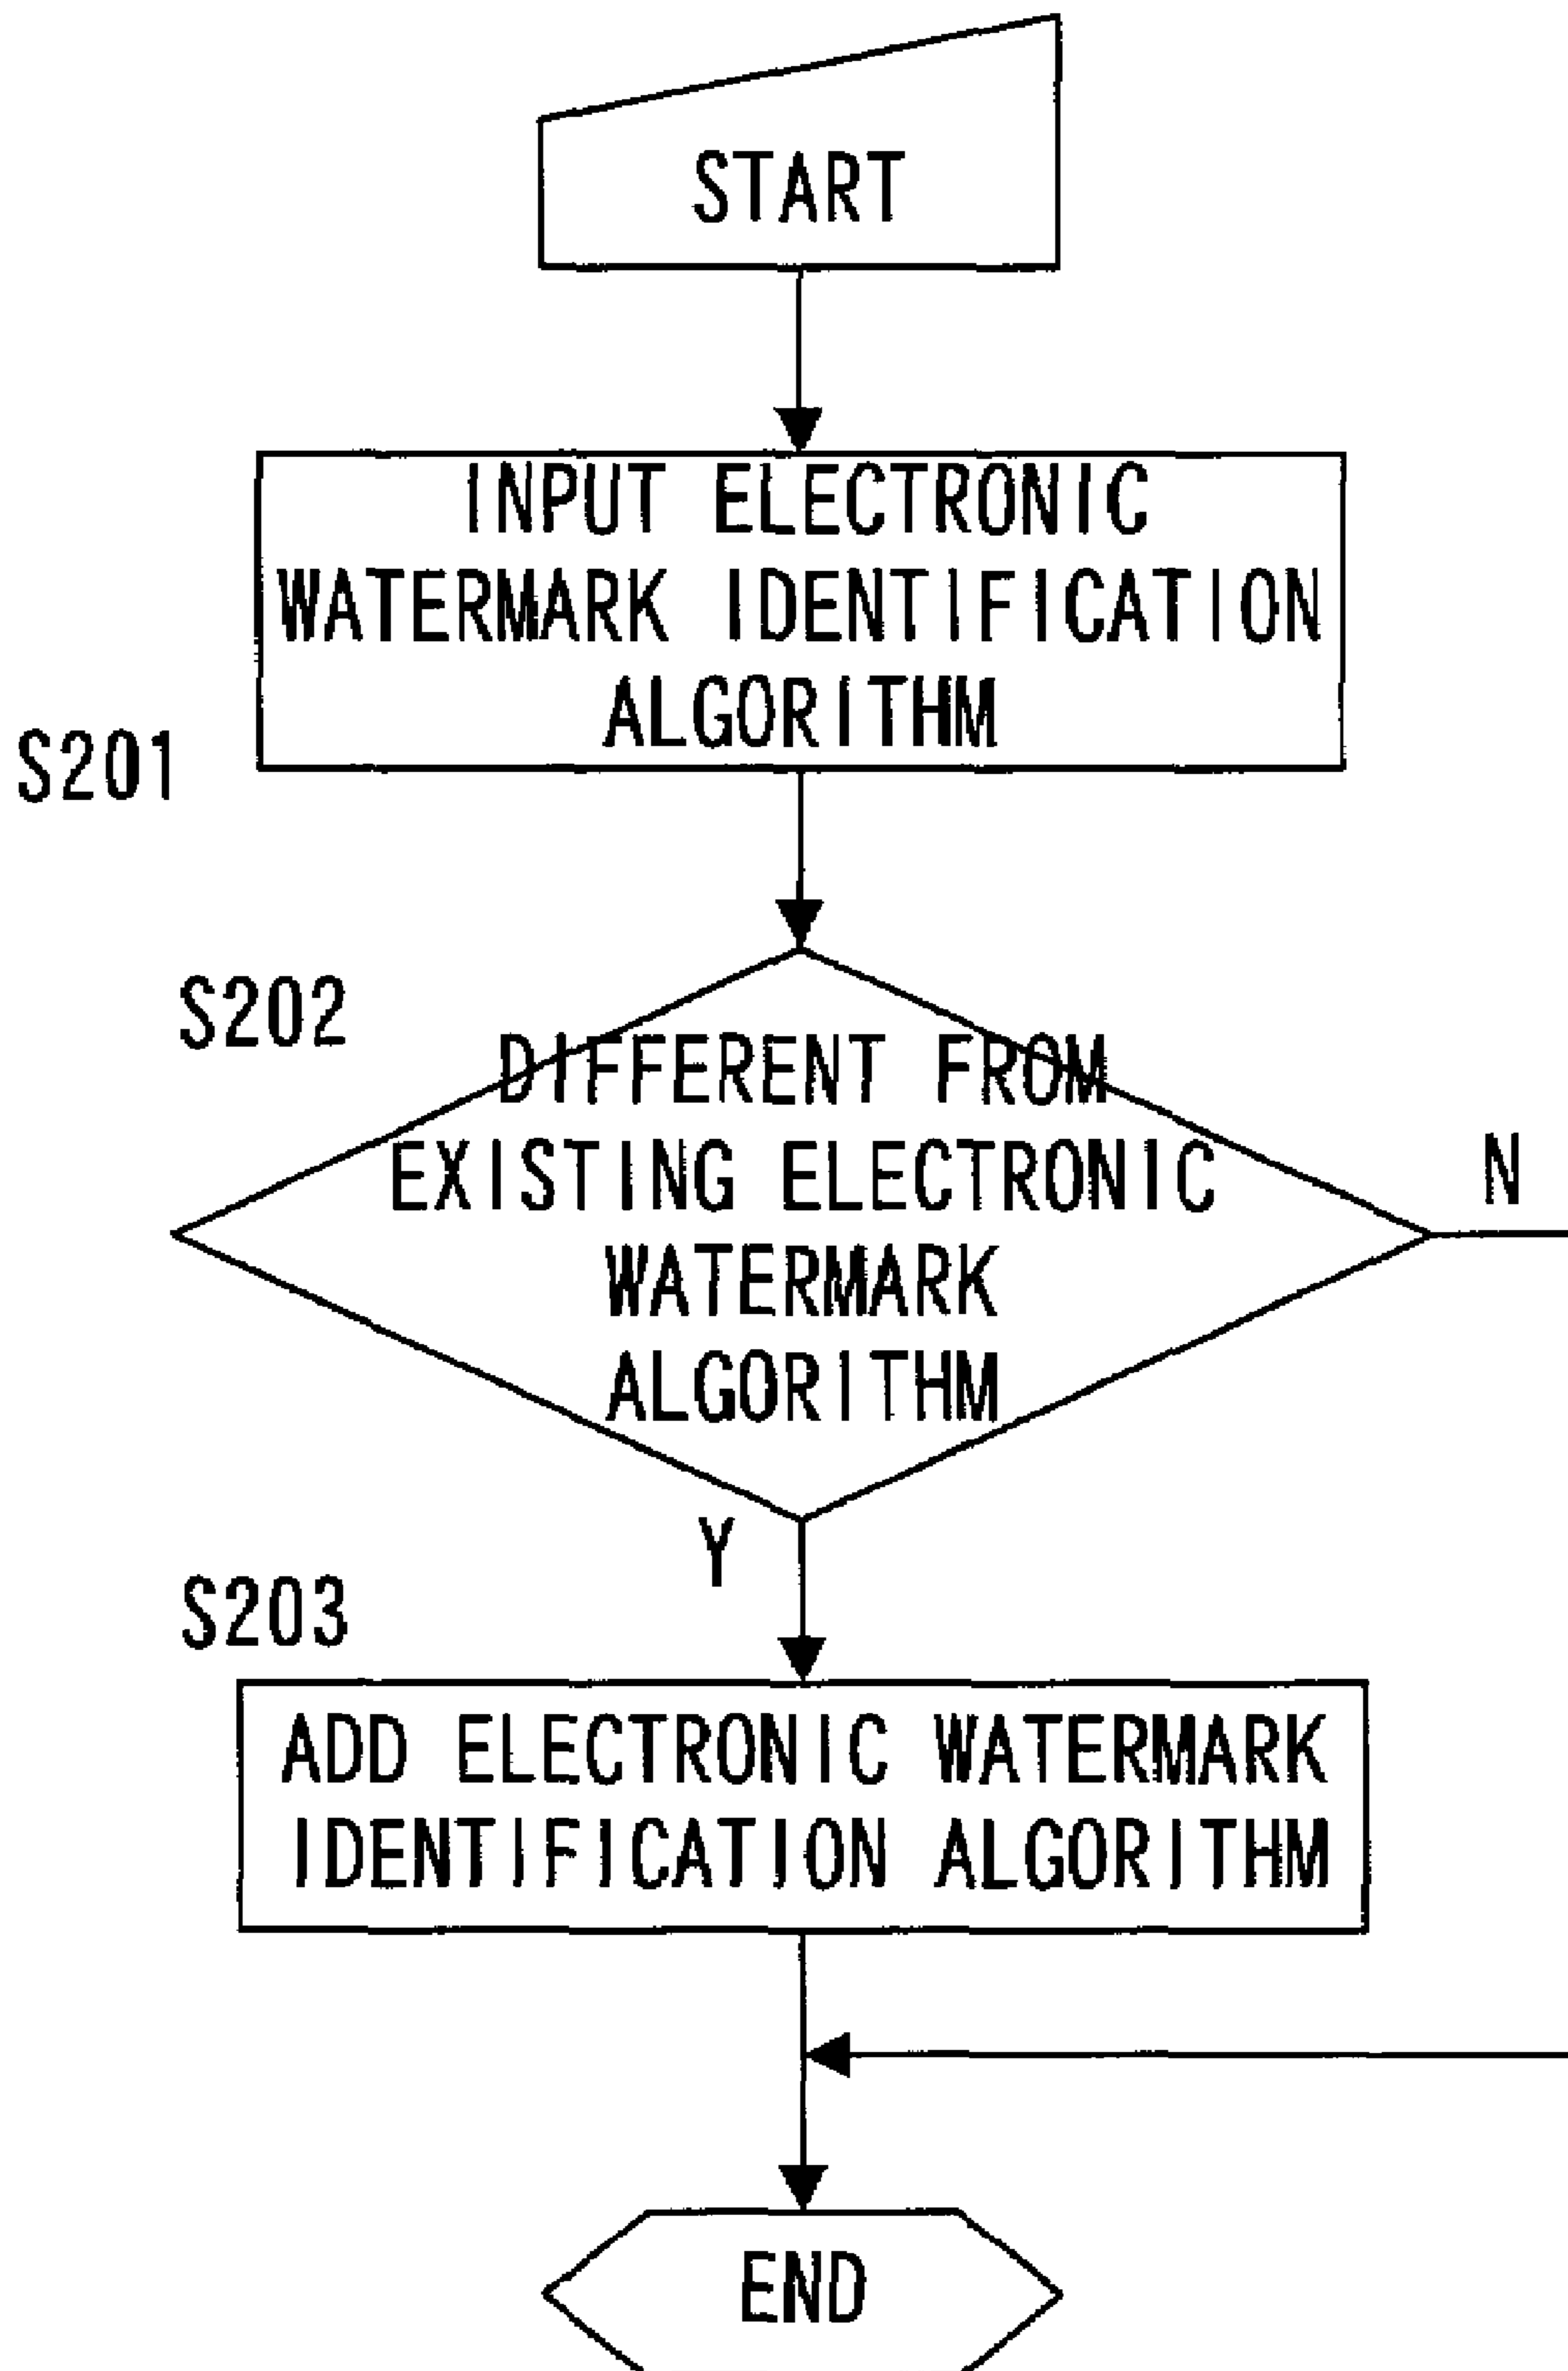 START
INPUT ELECTRONIC
WATERMARK IDENTIFICATION
ALGORITHM
S201
S202
DIFFERENT FROM
EXISTING ELECTRONIC
WATERMARK
ALGORITHM
N
Y
S203
ADD ELECTRONIC WATERMARK
IDENTIFICATION ALGORITHM
END